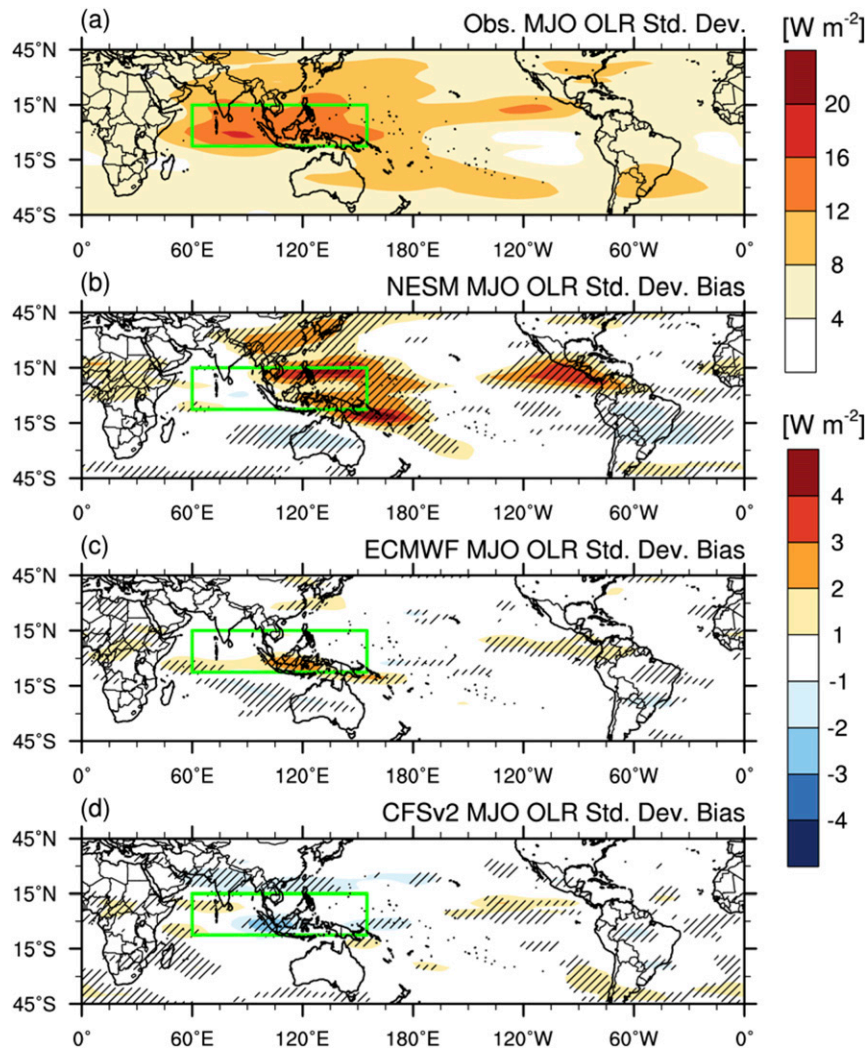 (a) Obs. MJO OLR Std. Dev. [W m-2]
45°N
15°N
15°S
45°S
0° 60°E 120°E 180°E 120°W 60°W 0°
20
16
12
8
4
(b) NESM MJO OLR Std. Dev. Bias
45°N
15°N
15°S
45°S
0° 60°E 120°E 180°E 120°W 60°W 0°
[W m-2]
4
3
2
1
-1
-2
-3
-4
(c) ECMWF MJO OLR Std. Dev. Bias
45°N
15°N
15°S
45°S
0° 60°E 120°E 180°E 120°W 60°W 0°
(d) CFSv2 MJO OLR Std. Dev. Bias
45°N
15°N
15°S
45°S
0° 60°E 120°E 180°E 120°W 60°W 0°